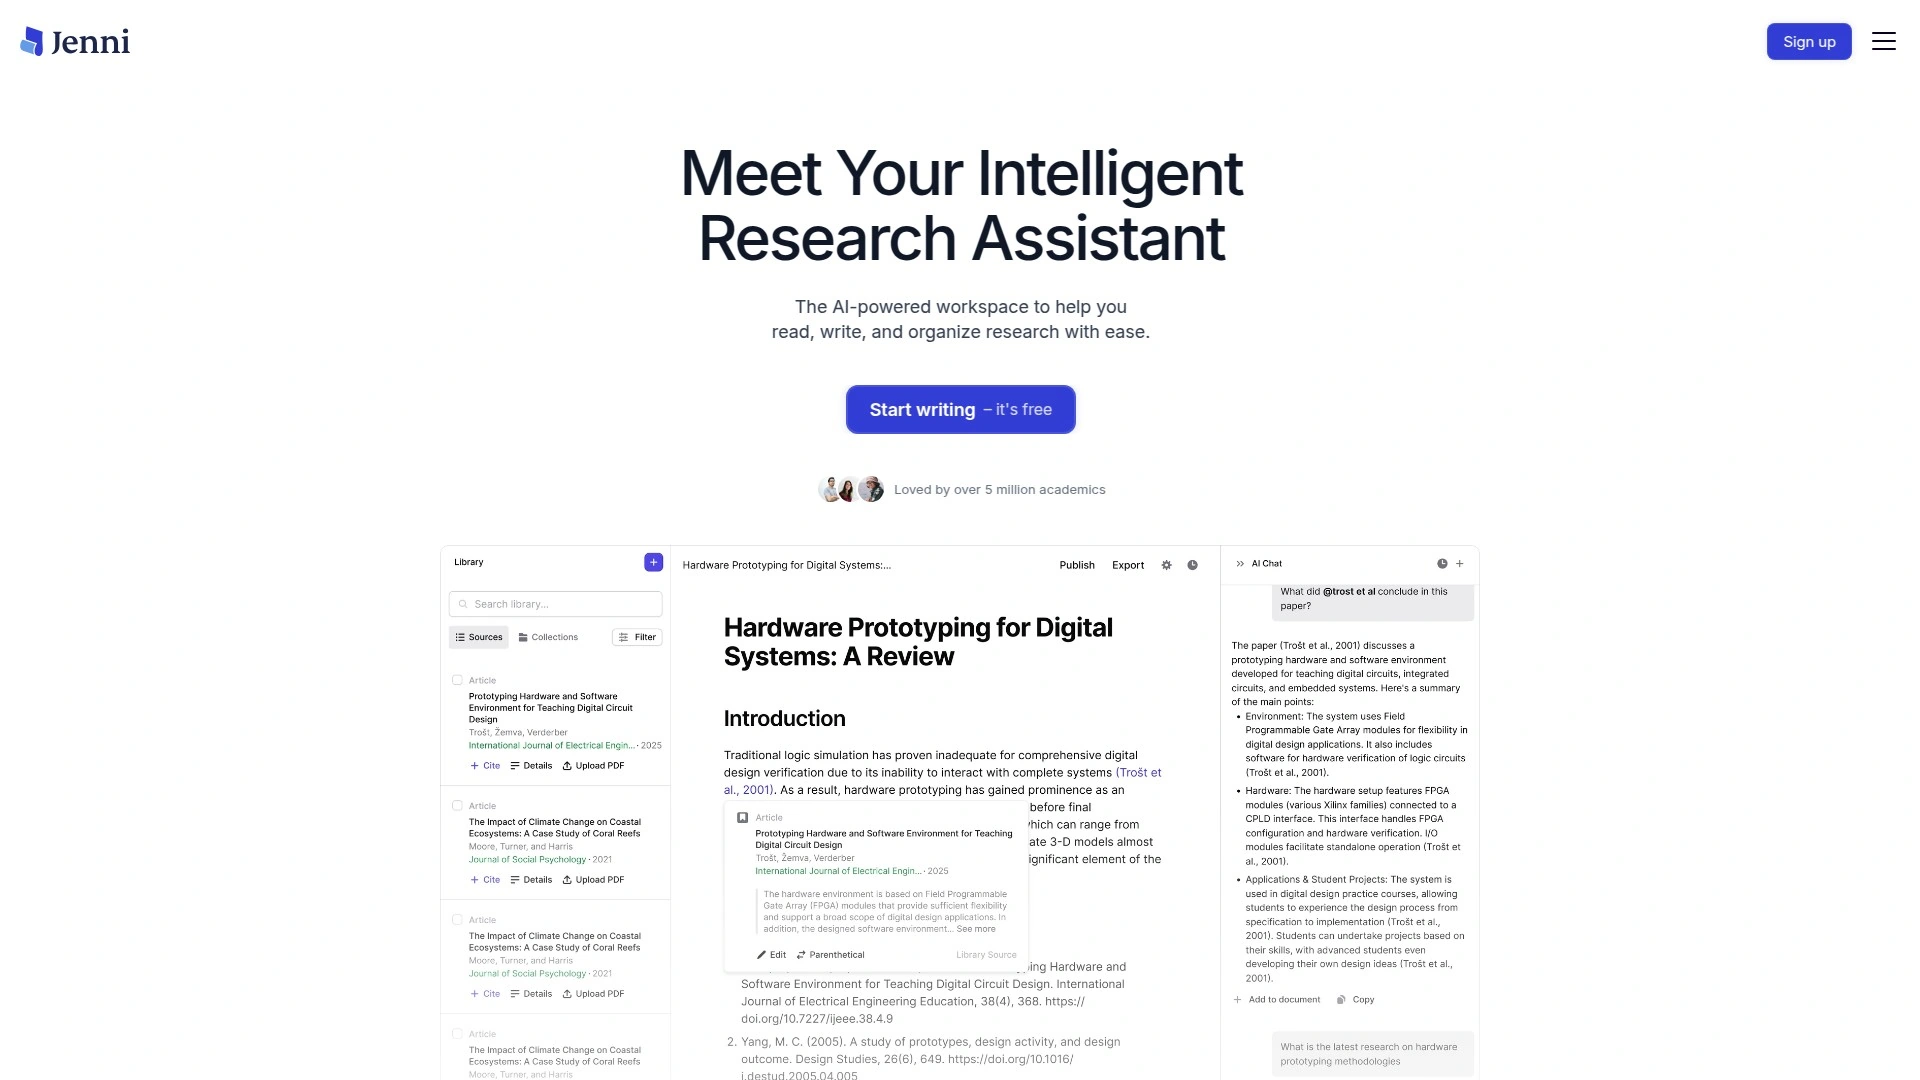 Jenni
Sign up
Meet Your Intelligent
Research Assistant
The AI-powered workspace to help you
read, write, and organize research with ease.
Start writing – it's free
Loved by over 5 million academics
Library
Search library...
Sources Collections Filter
Article
Prototyping Hardware and Software
Environment for Teaching Digital Circuit
Design
Trošt, Žemva, Verderber
International Journal of Electrical Engin... · 2025
Cite Details Upload PDF
Article
The Impact of Climate Change on Coastal
Ecosystems: A Case Study of Coral Reefs
Moore, Turner, and Harris
Journal of Social Psychology · 2021
Cite Details Upload PDF
Article
The Impact of Climate Change on Coastal
Ecosystems: A Case Study of Coral Reefs
Moore, Turner, and Harris
Journal of Social Psychology · 2021
Cite Details Upload PDF
Article
The Impact of Climate Change on Coastal
Ecosystems: A Case Study of Coral Reefs
Moore, Turner, and Harris
Hardware Prototyping for Digital Systems:...
Publish Export
Hardware Prototyping for Digital
Systems: A Review
Introduction
Traditional logic simulation has proven inadequate for comprehensive digital
design verification due to its inability to interact with complete systems (Trošt et
al., 2001). As a result, hardware prototyping has gained prominence as an
before final
which can range from
ate 3-D models almost
ignificant element of the
Article
Prototyping Hardware and Software Environment for Teaching
Digital Circuit Design
Trošt, Žemva, Verderber
International Journal of Electrical Engin... · 2025
The hardware environment is based on Field Programmable
Gate Array (FPGA) modules that provide sufficient flexibility
and support a broad scope of digital design applications. In
addition, the designed software environment... See more
Edit Parenthetical Library Source
ing Hardware and
Software Environment for Teaching Digital Circuit Design. International
Journal of Electrical Engineering Education, 38(4), 368. https://
doi.org/10.7227/ijeee.38.4.9
2. Yang, M. C. (2005). A study of prototypes, design activity, and design
outcome. Design Studies, 26(6), 649. https://doi.org/10.1016/
j.destud.2005.04.005
AI Chat
What did @trost et al conclude in this
paper?
The paper (Trošt et al., 2001) discusses a
prototyping hardware and software environment
developed for teaching digital circuits, integrated
circuits, and embedded systems. Here's a summary
of the main points:
• Environment: The system uses Field
Programmable Gate Array modules for flexibility in
digital design applications. It also includes
software for hardware verification of logic circuits
(Trošt et al., 2001).
• Hardware: The hardware setup features FPGA
modules (various Xilinx families) connected to a
CPLD interface. This interface handles FPGA
configuration and hardware verification. I/O
modules facilitate standalone operation (Trošt et
al., 2001).
• Applications & Student Projects: The system is
used in digital design practice courses, allowing
students to experience the design process from
specification to implementation (Trošt et al.,
2001). Students can undertake projects based on
their skills, with advanced students even
developing their own design ideas (Trošt et al.,
2001).
Add to document Copy
What is the latest research on hardware
prototyping methodologies